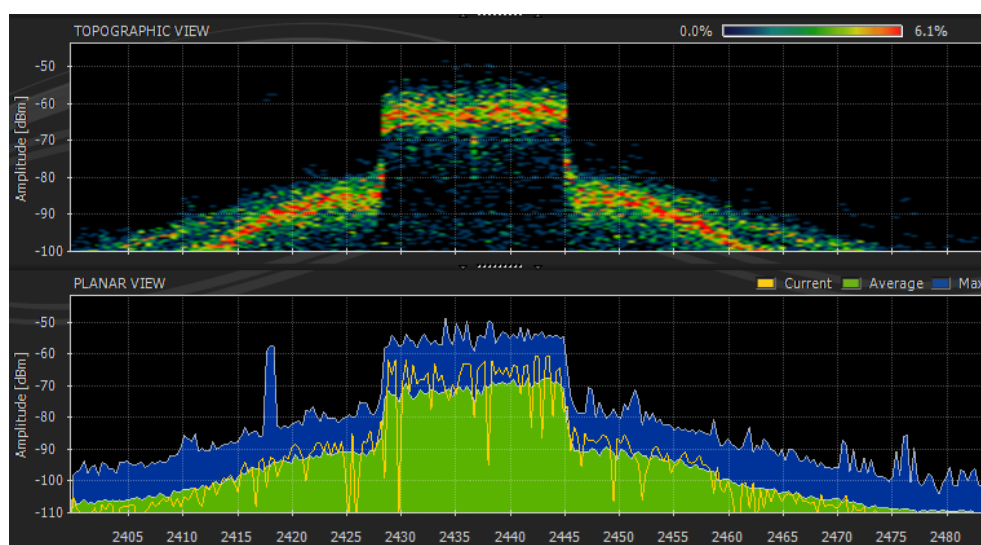 TOPOGRAPHIC VIEW 0.0% 6.1%
-50
-60
-70
-80
-90
-100
Amplitude [dBm]
PLANAR VIEW Current Average Max
-50
-60
-70
-80
-90
-100
-110
Amplitude [dBm]
2405 2410 2415 2420 2425 2430 2435 2440 2445 2450 2455 2460 2465 2470 2475 2480